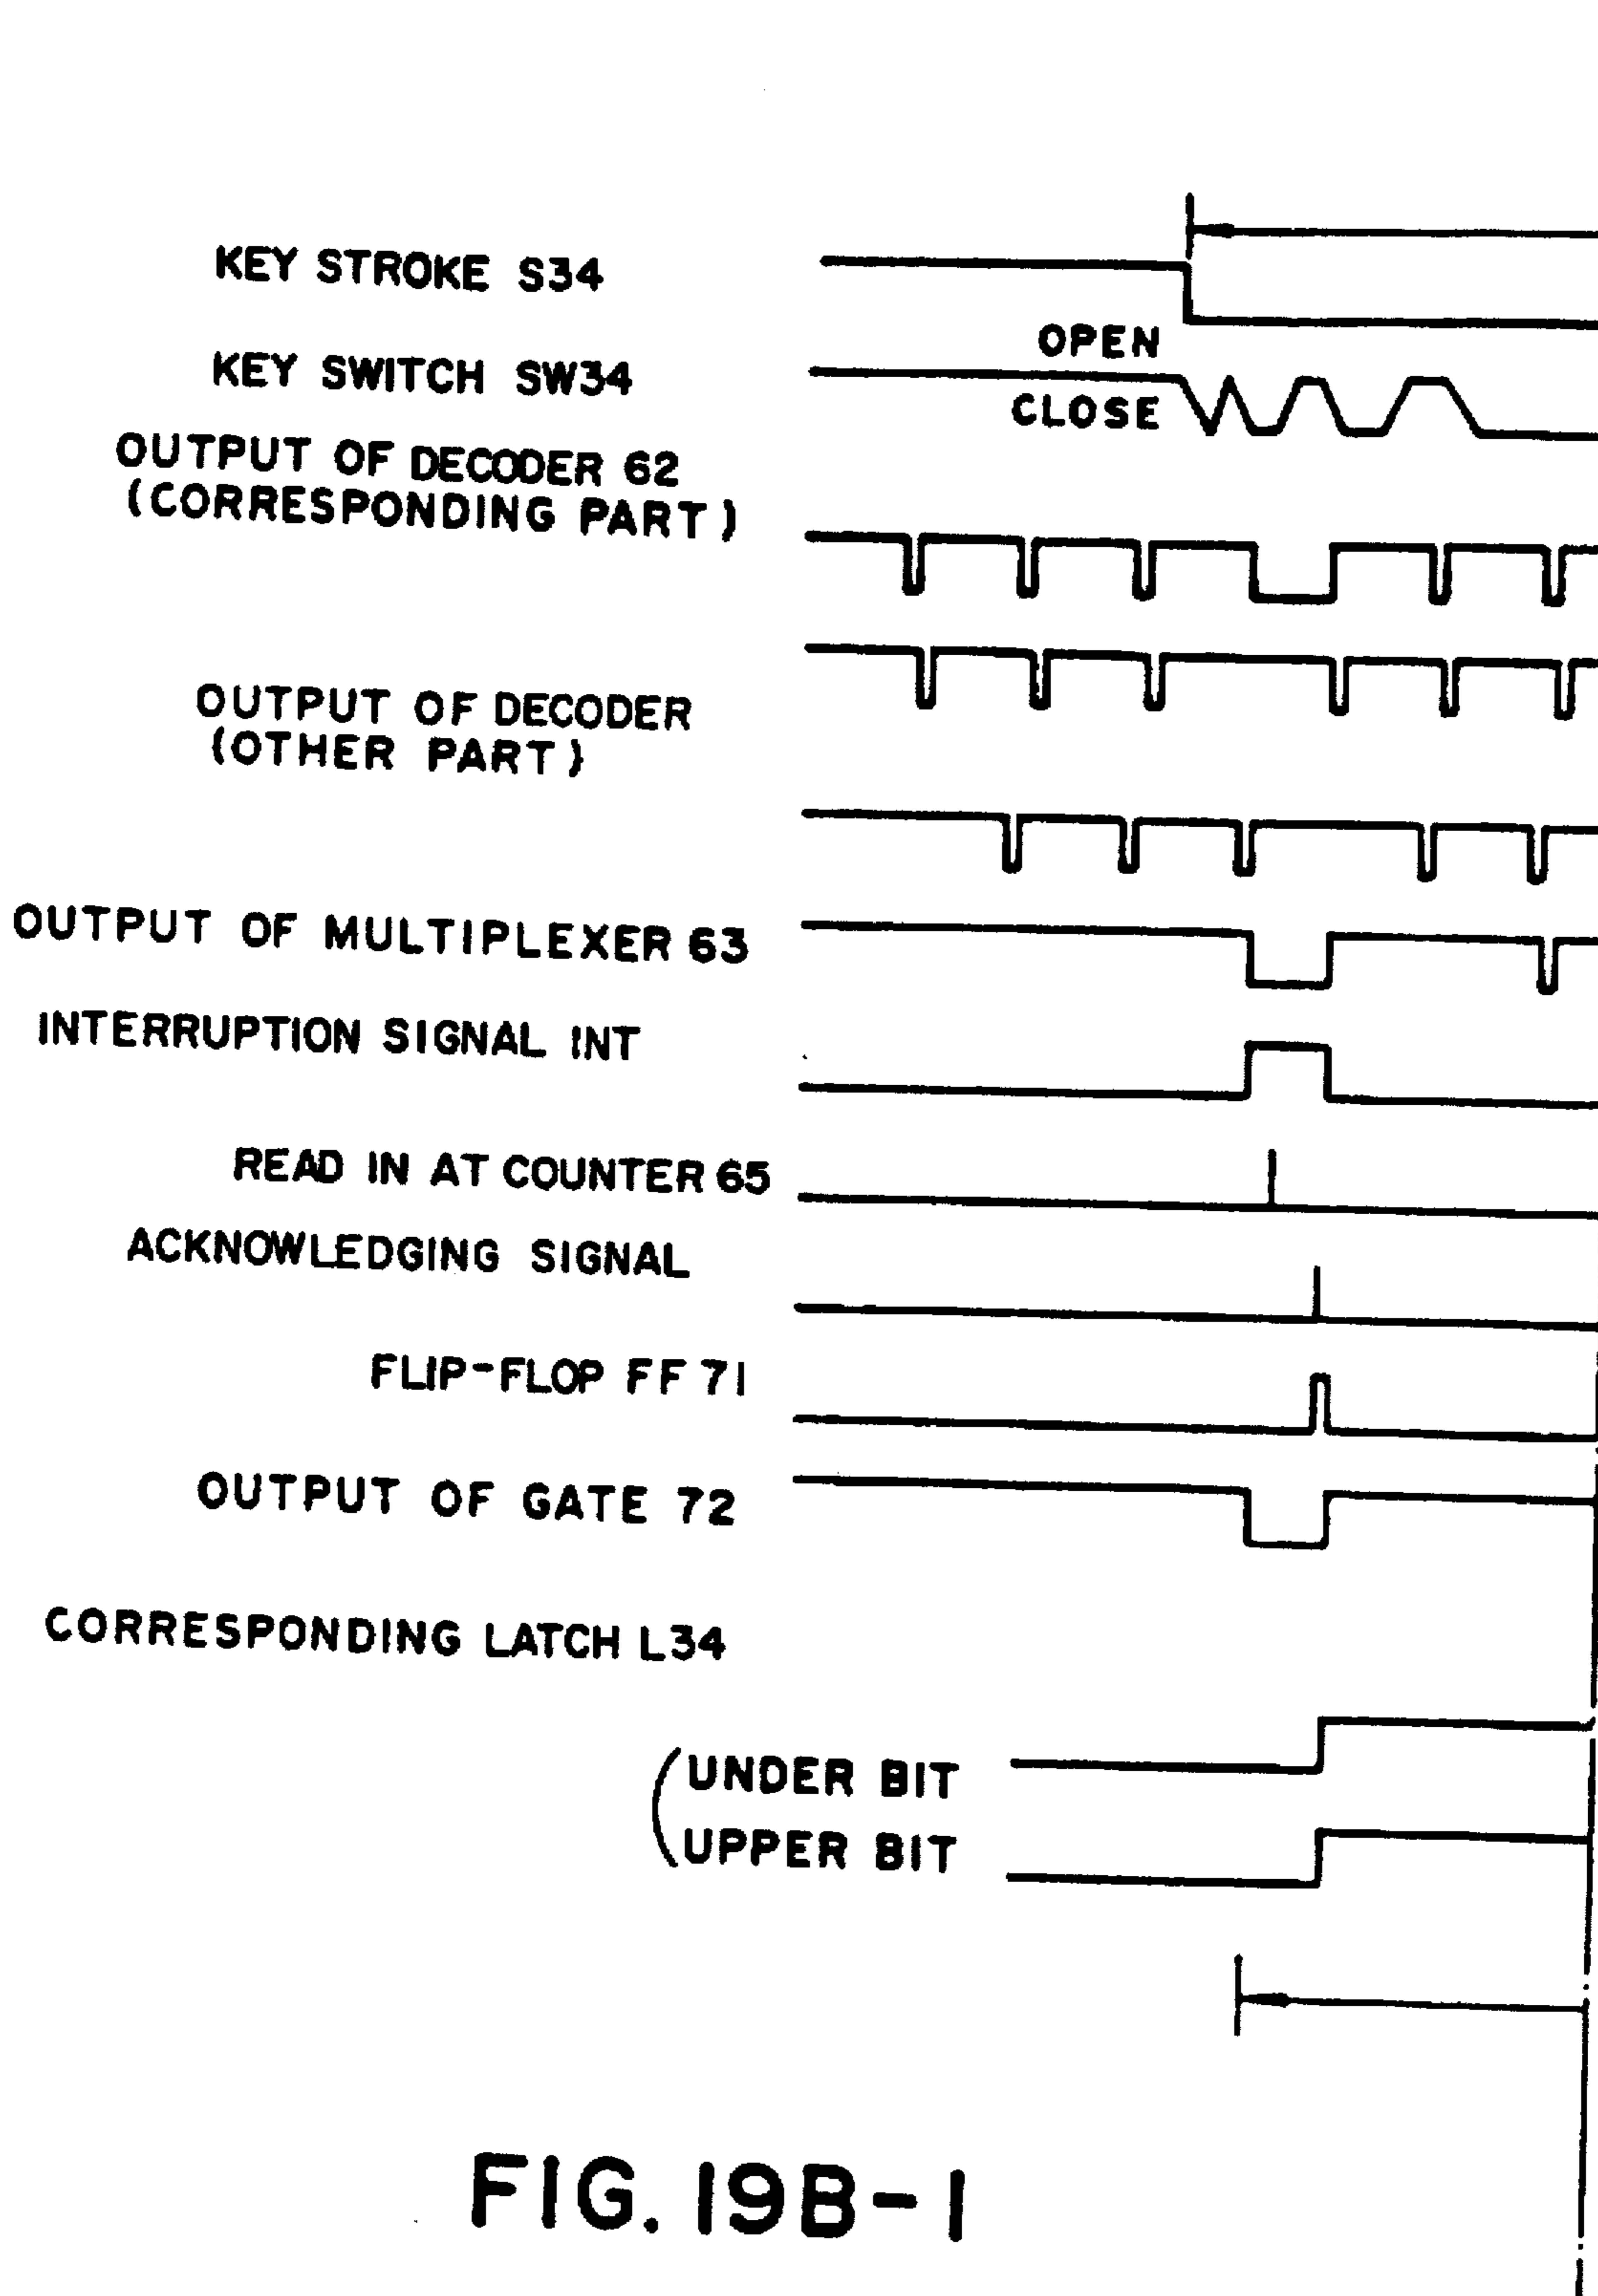 KEY STROKE S34
OPEN
KEY SWITCH SW34
CLOSE
OUTPUT OF DECODER 62
(CORRESPONDING PART)
OUTPUT OF DECODER
(OTHER PART)
OUTPUT OF MULTIPLEXER 63
INTERRUPTION SIGNAL INT
READ IN AT COUNTER 65
ACKNOWLEDGING SIGNAL
FLIP-FLOP FF 71
OUTPUT OF GATE 72
CORRESPONDING LATCH L34
(UNDER BIT
UPPER BIT
FIG. 19B-1